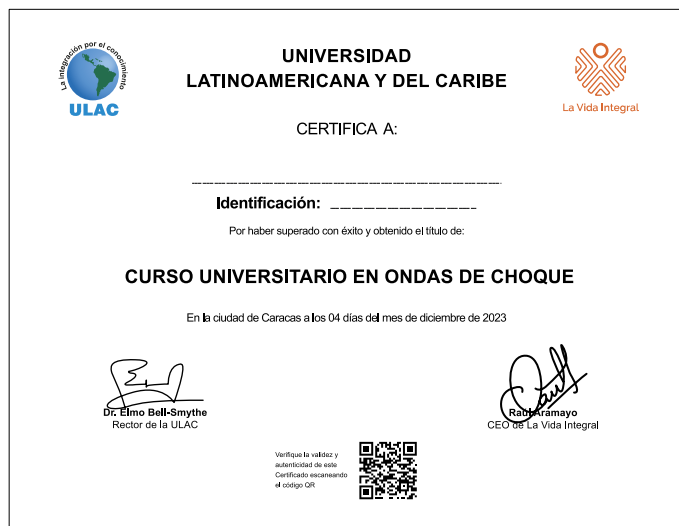 La integración por el conocimiento
ULAC
UNIVERSIDAD
LATINOAMERICANA Y DEL CARIBE
La Vida Integral
CERTIFICA A:
Identificación:
Por haber superado con éxito y obtenido el título de:
CURSO UNIVERSITARIO EN ONDAS DE CHOQUE
En la ciudad de Caracas a los 04 días del mes de diciembre de 2023
Dr. Elmo Bell-Smythe
Rector de la ULAC
Raúl Aramayo
CEO de La Vida Integral
Verifique la validez y
autenticidad de este
Certificado escaneando
el código QR